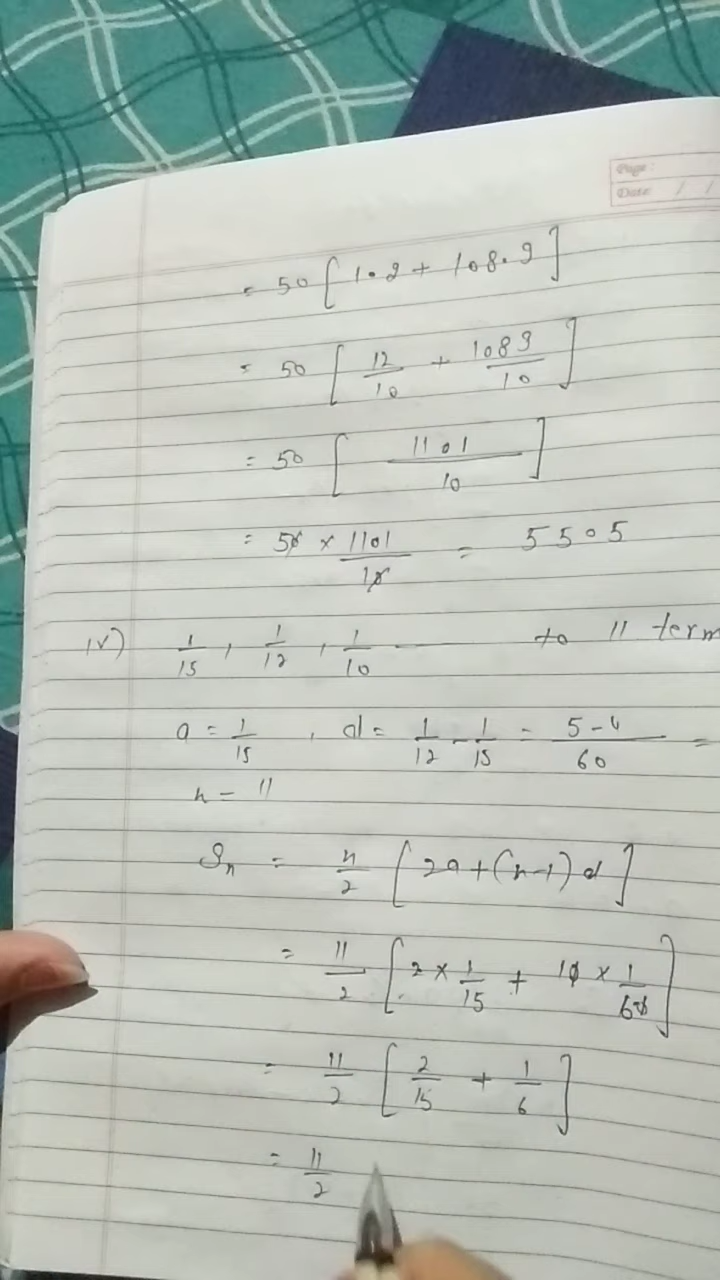 Page:
Date: / /
= 50 [1.2 + 108.9]
= 50 [12/10 + 1089/10]
= 50 [1101/10]
= 50 × 1101/10 = 5505
iv) 1/15, 1/12, 1/10 — to 11 term
a = 1/15, d = 1/12 - 1/15 = 5-4/60 =
n = 11
Sn = n/2 [2a+(n-1)d]
= 11/2 [2 × 1/15 + 10 × 1/60]
= 11/2 [2/15 + 1/6]
= 11/2